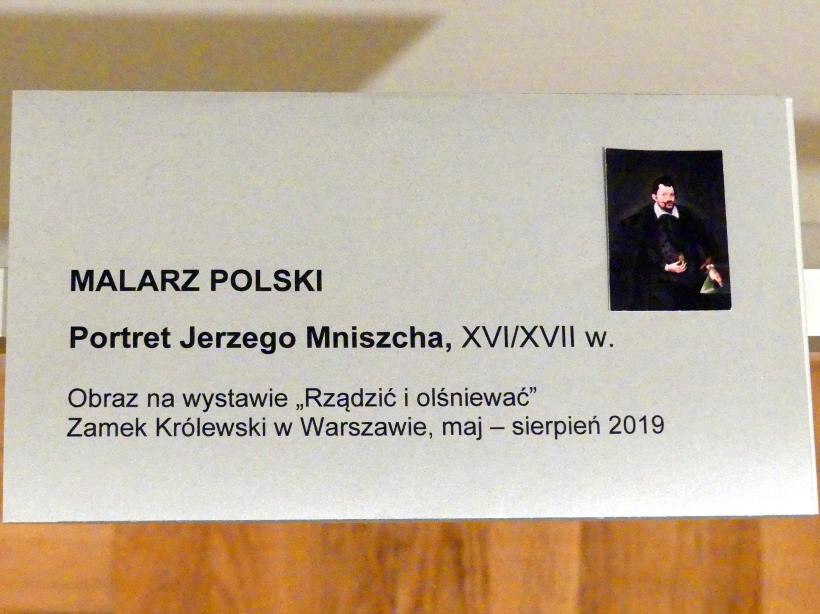 MALARZ POLSKI
Portret Jerzego Mniszcha, XVI/XVII w.
Obraz na wystawie „Rządzić i olśniewać”
Zamek Królewski w Warszawie, maj – sierpień 2019